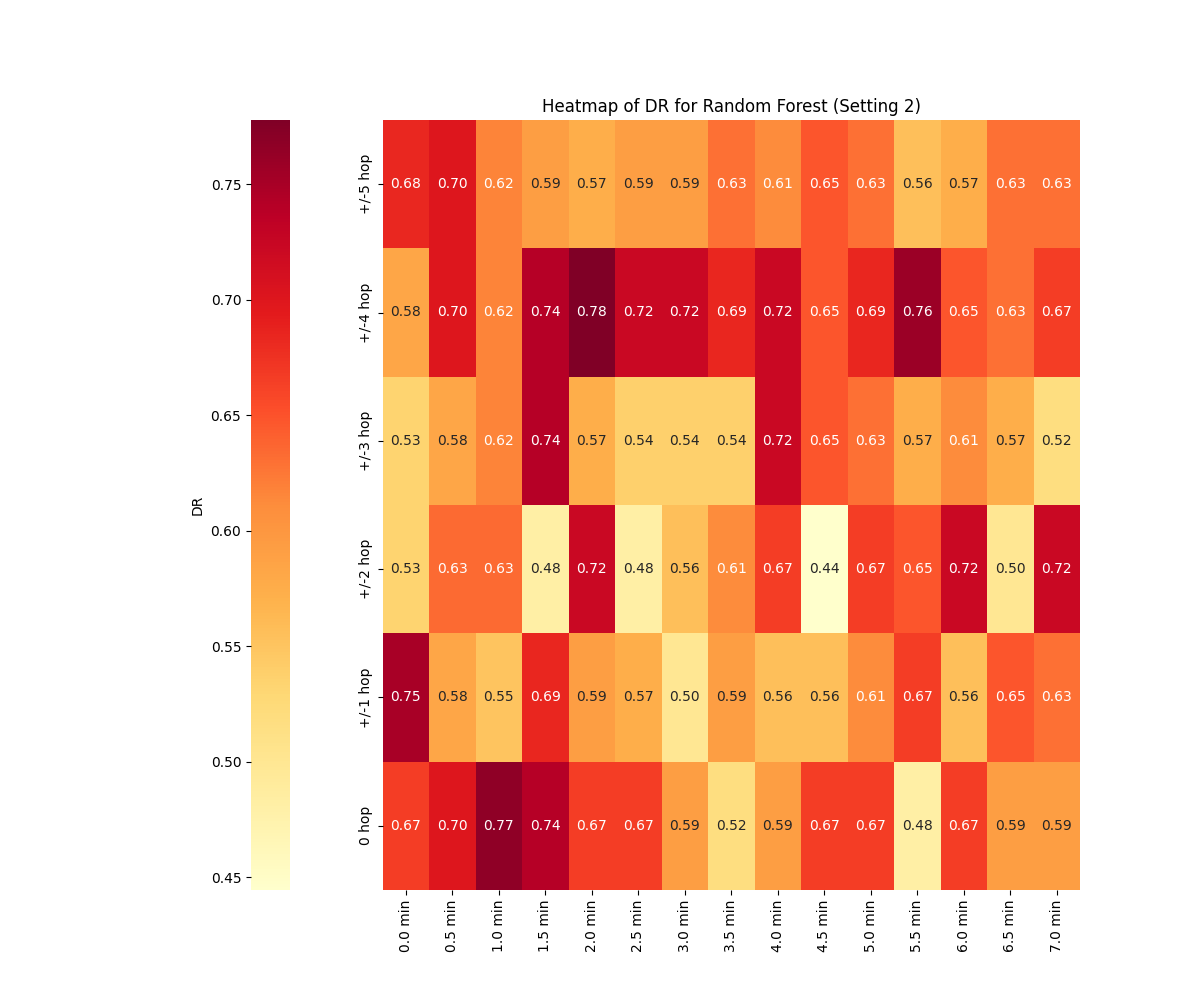 Heatmap of DR for Random Forest (Setting 2)
DR
0.75
0.70
0.65
0.60
0.55
0.50
0.45
+/-5 hop 0.68 0.70 0.62 0.59 0.57 0.59 0.59 0.63 0.61 0.65 0.63 0.56 0.57 0.63 0.63
+/-4 hop 0.58 0.70 0.62 0.74 0.78 0.72 0.72 0.69 0.72 0.65 0.69 0.76 0.65 0.63 0.67
+/-3 hop 0.53 0.58 0.62 0.74 0.57 0.54 0.54 0.54 0.72 0.65 0.63 0.57 0.61 0.57 0.52
+/-2 hop 0.53 0.63 0.63 0.48 0.72 0.48 0.56 0.61 0.67 0.44 0.67 0.65 0.72 0.50 0.72
+/-1 hop 0.75 0.58 0.55 0.69 0.59 0.57 0.50 0.59 0.56 0.56 0.61 0.67 0.56 0.65 0.63
0 hop 0.67 0.70 0.77 0.74 0.67 0.67 0.59 0.52 0.59 0.67 0.67 0.48 0.67 0.59 0.59
0.0 min 0.5 min 1.0 min 1.5 min 2.0 min 2.5 min 3.0 min 3.5 min 4.0 min 4.5 min 5.0 min 5.5 min 6.0 min 6.5 min 7.0 min